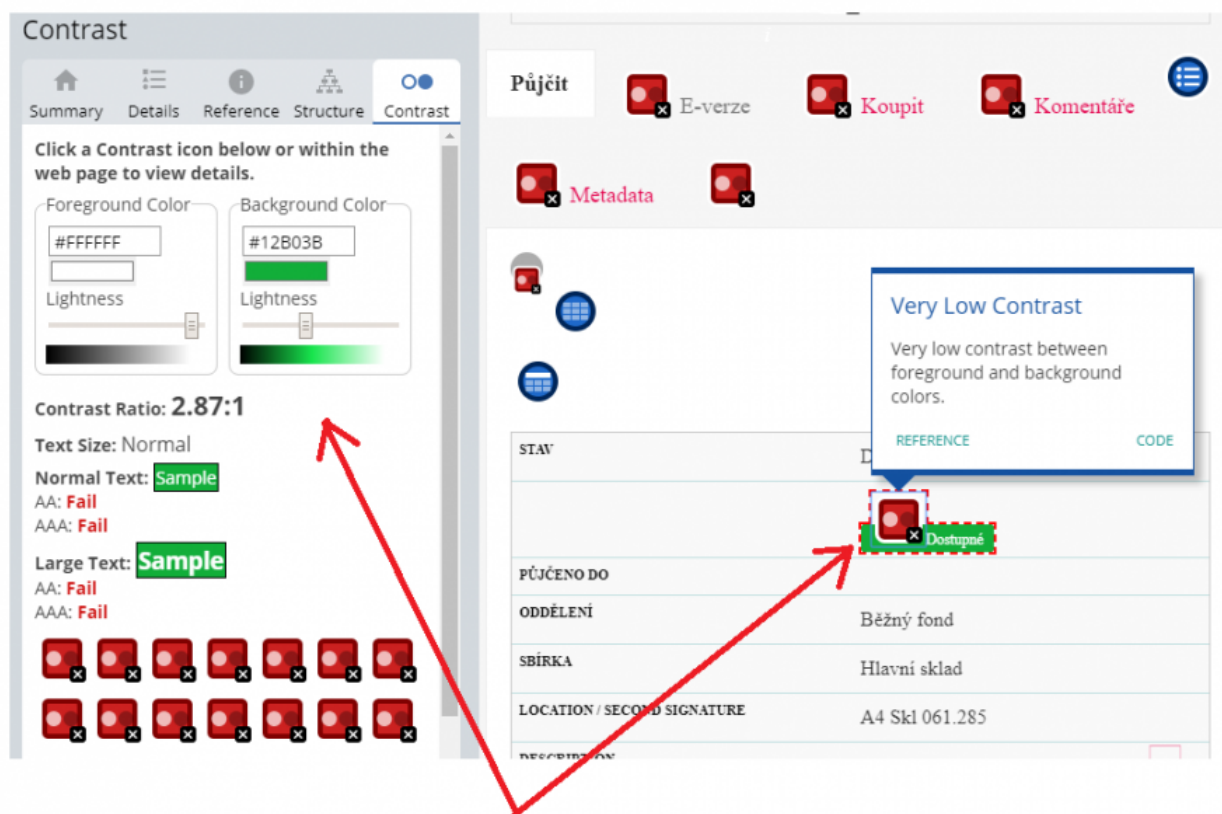 Contrast
Summary Details Reference Structure Contrast
Click a Contrast icon below or within the
web page to view details.
Foreground Color Background Color
#FFFFFF #12B03B
Lightness Lightness
Contrast Ratio: 2.87:1
Text Size: Normal
Normal Text: Sample
AA: Fail
AAA: Fail
Large Text: Sample
AA: Fail
AAA: Fail
Půjčit E-verze Koupit Komentáře
Metadata
Very Low Contrast
Very low contrast between
foreground and background
colors.
REFERENCE CODE
STAV
Dostupné
PŮJČENO DO
ODDĚLENÍ Běžný fond
SBÍRKA Hlavní sklad
LOCATION / SECOND SIGNATURE A4 Skl 061.285
DESCRIPTION